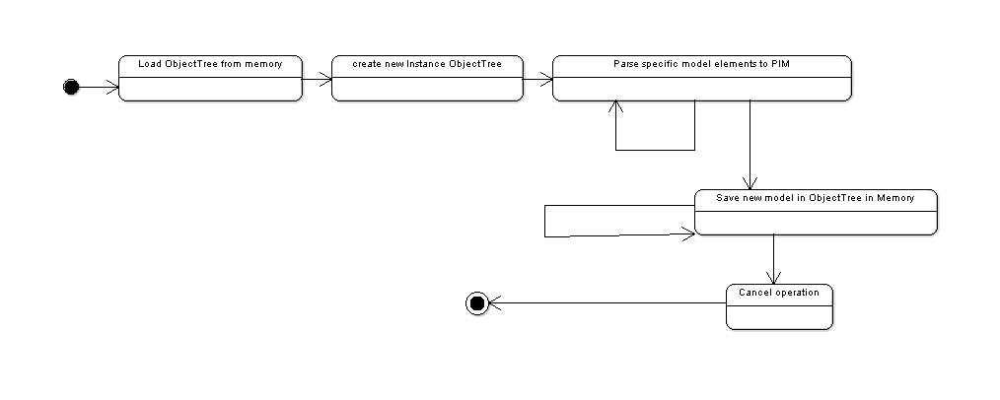 Load ObjectTree from memory
create new Instance ObjectTree
Parse specific model elements to PIM
Save new model in ObjectTree in Memory
Cancel operation